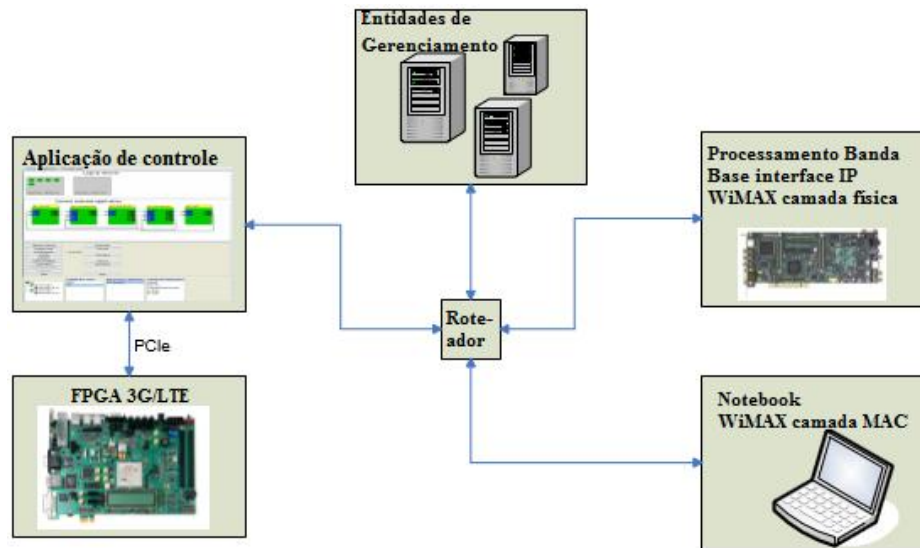 Entidades de
Gerenciamento
Aplicação de controle
Processamento Banda
Base interface IP
WiMAX camada física
Rote-
ador
PCIe
FPGA 3G/LTE
Notebook
WiMAX camada MAC